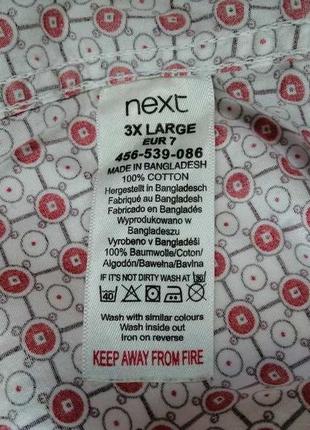 next
3X LARGE
EUR 7
456-539-086
MADE IN BANGLADESH
100% COTTON
Hergestellt in Bangladesch
Fabriqué au Bangladesh
Fabricado en Bangladés
Wyprodukowano w
Bangladeszu
Vyrobeno v Bangladéši
100% Baumwolle/Coton/
Algodón/Bawełna/Bavlna
IF IT'S NOT DIRTY WASH AT 30
40
Wash with similar colours
Wash inside out
Iron on reverse
KEEP AWAY FROM FIRE